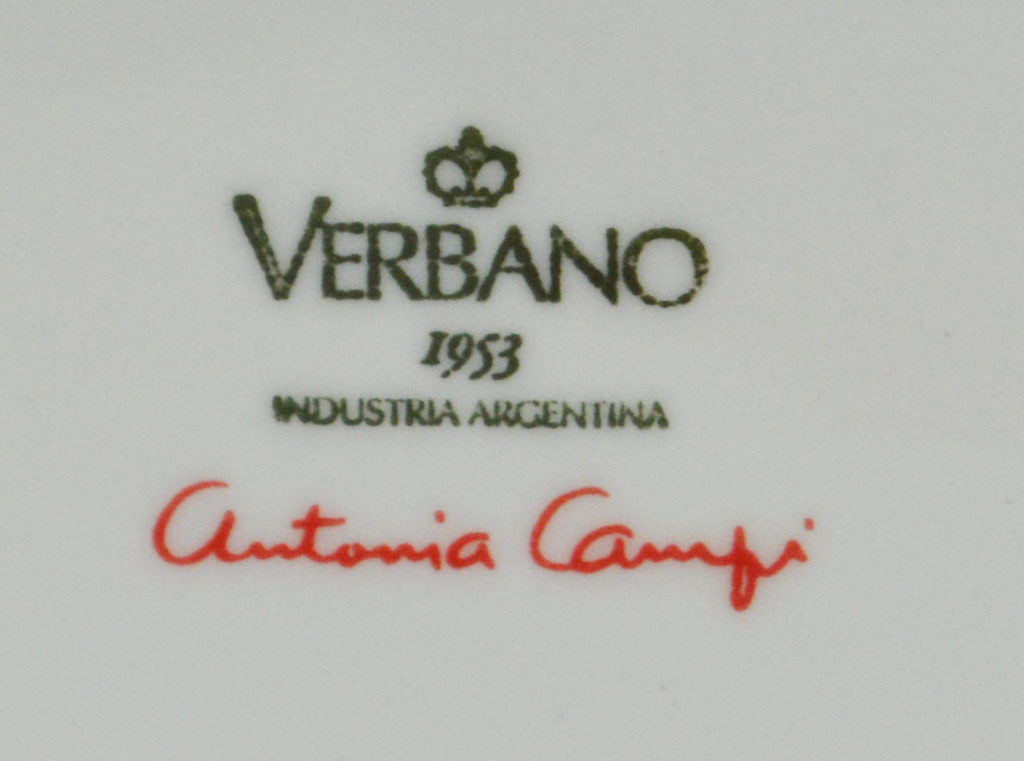 VERBANO
1953
INDUSTRIA ARGENTINA
Antonia Campi